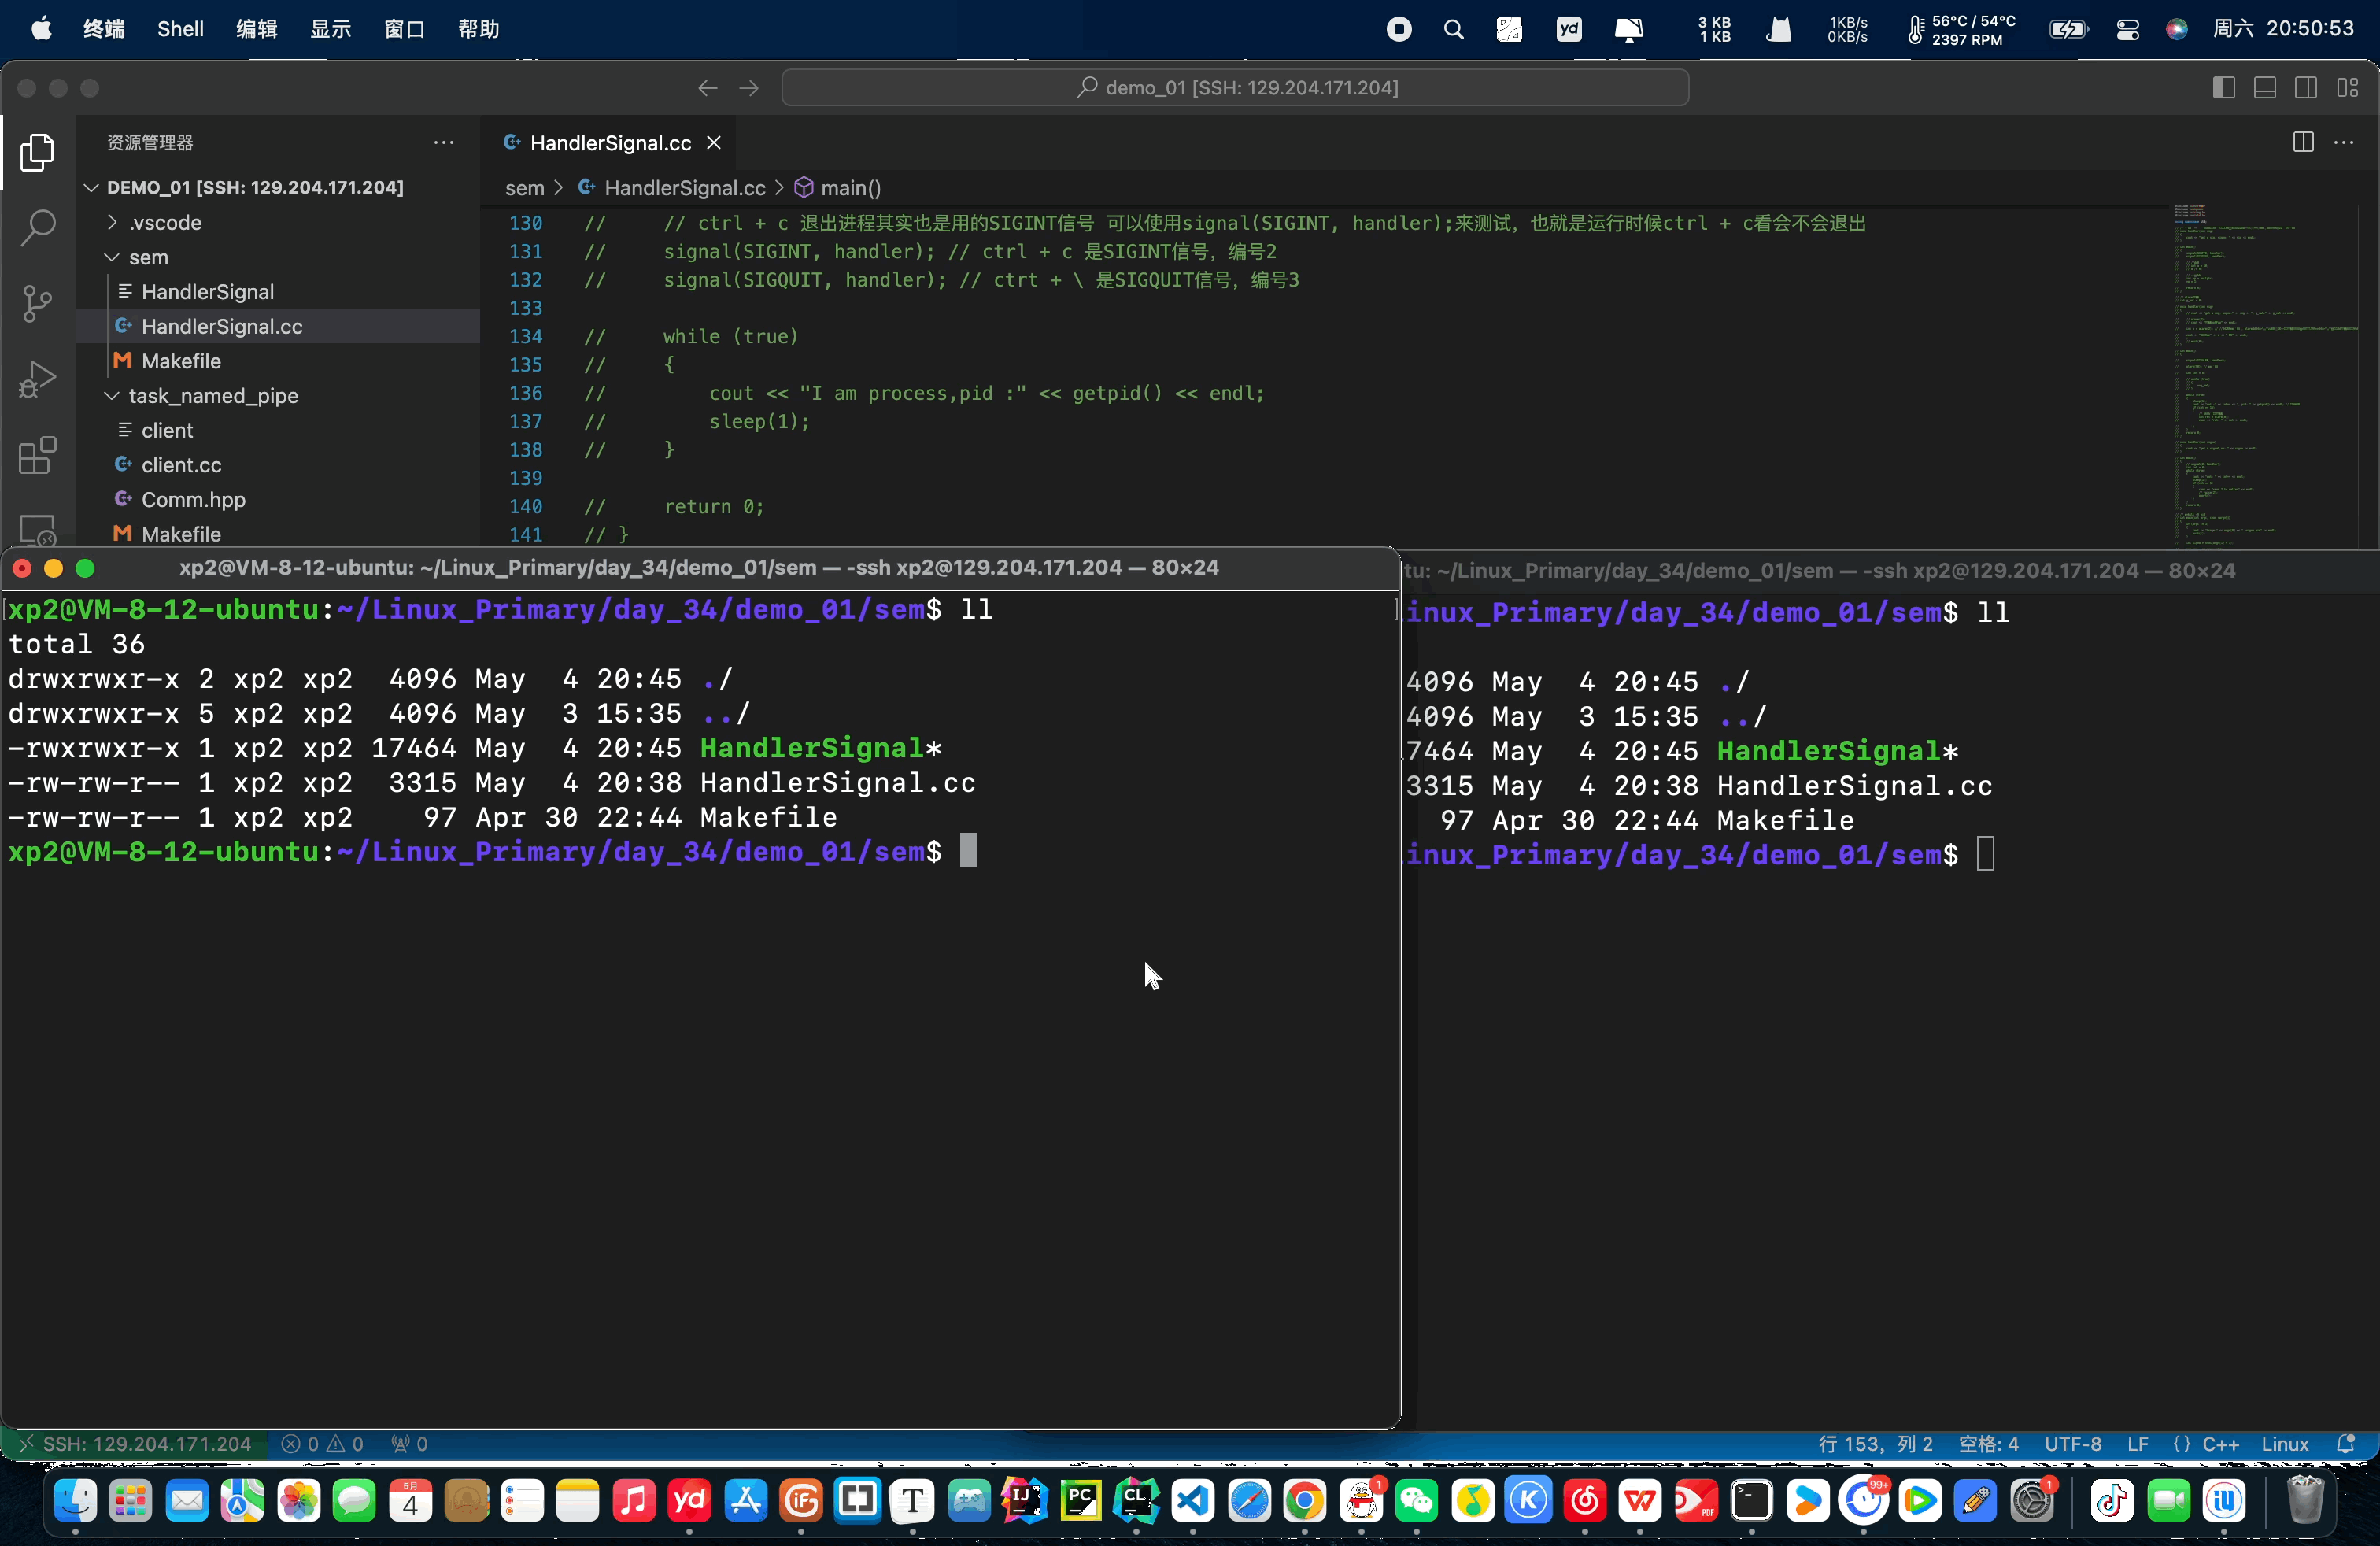 终端 Shell 编辑 显示 窗口 帮助
yd
3 KB
1 KB
1KB/s
0KB/s
56°C / 54°C
2397 RPM
周六 20:50:53
demo_01 [SSH: 129.204.171.204]
资源管理器
HandlerSignal.cc
DEMO_01 [SSH: 129.204.171.204]
.vscode
sem
HandlerSignal
HandlerSignal.cc
Makefile
task_named_pipe
client
client.cc
Comm.hpp
Makefile
sem > HandlerSignal.cc > main()
130 // // ctrl + c 退出进程其实也是用的SIGINT信号 可以使用signal(SIGINT, handler);来测试，也就是运行时候ctrl + c看会不会退出
131 // signal(SIGINT, handler); // ctrl + c 是SIGINT信号，编号2
132 // signal(SIGQUIT, handler); // ctrt + \ 是SIGQUIT信号，编号3
133
134 // while (true)
135 // {
136 // cout << "I am process,pid :" << getpid() << endl;
137 // sleep(1);
138 // }
139
140 // return 0;
141 // }
xp2@VM-8-12-ubuntu: ~/Linux_Primary/day_34/demo_01/sem — -ssh xp2@129.204.171.204 — 80×24
[xp2@VM-8-12-ubuntu:~/Linux_Primary/day_34/demo_01/sem$ ll ]
total 36
drwxrwxr-x 2 xp2 xp2 4096 May 4 20:45 ./
drwxrwxr-x 5 xp2 xp2 4096 May 3 15:35 ../
-rwxrwxr-x 1 xp2 xp2 17464 May 4 20:45 HandlerSignal*
-rw-rw-r-- 1 xp2 xp2 3315 May 4 20:38 HandlerSignal.cc
-rw-rw-r-- 1 xp2 xp2 97 Apr 30 22:44 Makefile
xp2@VM-8-12-ubuntu:~/Linux_Primary/day_34/demo_01/sem$
tu: ~/Linux_Primary/day_34/demo_01/sem — -ssh xp2@129.204.171.204 — 80×24
inux_Primary/day_34/demo_01/sem$ ll
4096 May 4 20:45 ./
4096 May 3 15:35 ../
7464 May 4 20:45 HandlerSignal*
3315 May 4 20:38 HandlerSignal.cc
97 Apr 30 22:44 Makefile
inux_Primary/day_34/demo_01/sem$
SSH: 129.204.171.204 0 0 0
行 153，列 2 空格: 4 UTF-8 LF {} C++ Linux
5月
4
yd
iF
T
IJ
PC
CL
1
K
PDF
99+
1
iU